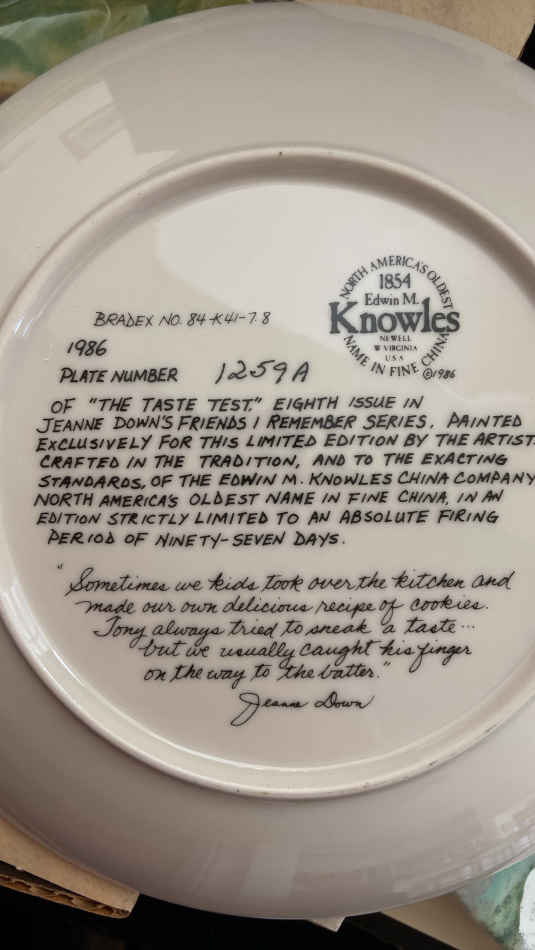 NORTH AMERICA'S OLDEST
1854
Edwin M.
Knowles
NEWELL
W VIRGINIA
U S A
NAME IN FINE CHINA
©1986
BRADEX NO. 84-K41-7.8
1986
PLATE NUMBER 1259A
OF "THE TASTE TEST," EIGHTH ISSUE IN
JEANNE DOWN'S FRIENDS I REMEMBER SERIES, PAINTED
EXCLUSIVELY FOR THIS LIMITED EDITION BY THE ARTIST.
CRAFTED IN THE TRADITION, AND TO THE EXACTING
STANDARDS, OF THE EDWIN M. KNOWLES CHINA COMPANY
NORTH AMERICA'S OLDEST NAME IN FINE CHINA, IN AN
EDITION STRICTLY LIMITED TO AN ABSOLUTE FIRING
PERIOD OF NINETY-SEVEN DAYS.
"Sometimes we kids took over the kitchen and
made our own delicious recipe of cookies.
Tony always tried to sneak a taste...
but we usually caught his finger
on the way to the batter."
Jeanne Down